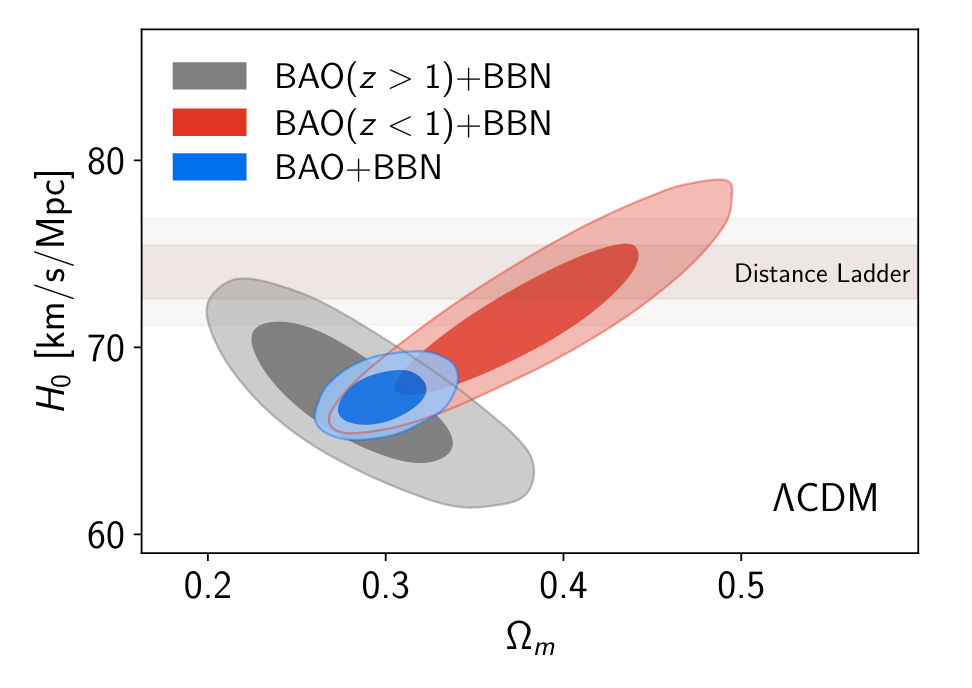 BAO(z > 1)+BBN
BAO(z < 1)+BBN
BAO+BBN
80
70
60
H₀ [km/s/Mpc]
Distance Ladder
ΛCDM
0.2 0.3 0.4 0.5
Ωₘ